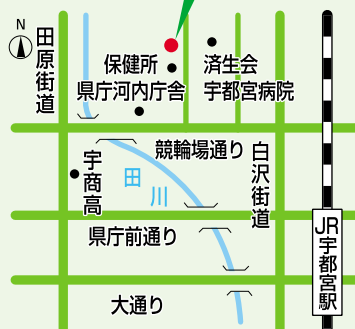 N
田原街道
保健所
済生会
宇都宮病院
県庁河内庁舎
競輪場通り
白沢街道
宇商高
田川
県庁前通り
JR宇都宮駅
大通り